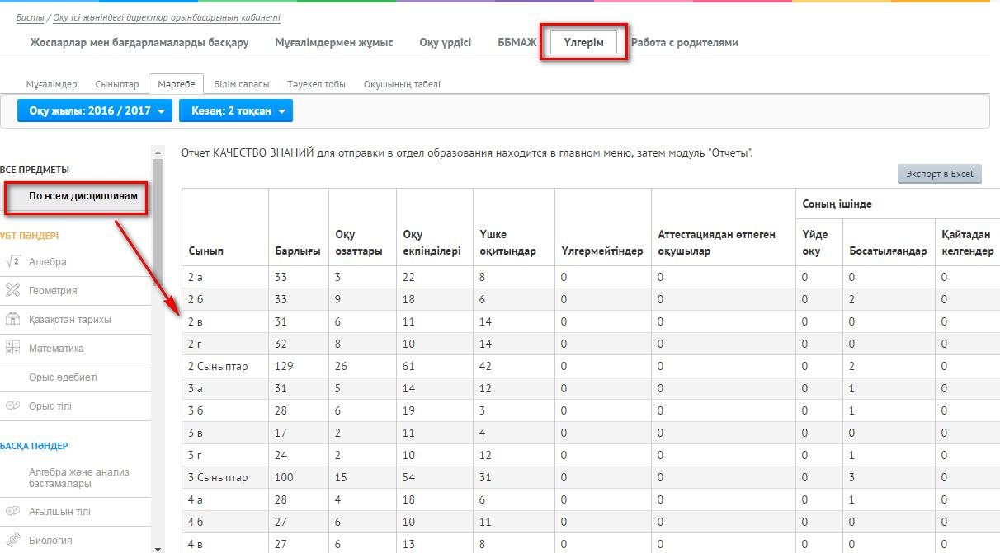 Басты / Оқу ісі жөніндегі директор орынбасарының кабинеті
Жоспарлар мен бағдарламаларды басқару Мұғалімдермен жұмыс Оқу үрдісі ББМАЖ Үлгерім Работа с родителями
Мұғалімдер Сыныптар Мәртебе Білім сапасы Тәуекел тобы Оқушының табелі
Оқу жылы: 2016 / 2017 Кезең: 2 тоқсан
Отчет КАЧЕСТВО ЗНАНИЙ для отправки в отдел образования находится в главном меню, затем модуль "Отчеты".
Экспорт в Excel
ВСЕ ПРЕДМЕТЫ
По всем дисциплинам
ҰБТ ПӘНДЕРІ
Алгебра
Геометрия
Қазақстан тарихы
Математика
Орыс әдебиеті
Орыс тілі
БАСҚА ПӘНДЕР
Алгебра және анализ
бастамалары
Ағылшын тілі
Биология
Сынып Барлығы Оқу озаттары Оқу екпінділері Үшке оқитындар Үлгермейтіндер Аттестациядан өтпеген оқушылар Соның ішінде
Үйде оқу Босатылғандар Қайтадан келгендер
2 а 33 3 22 8 0 0 0 0 0
2 б 33 9 18 6 0 0 0 2 0
2 в 31 6 11 14 0 0 0 0 0
2 г 32 8 10 14 0 0 0 0 0
2 Сыныптар 129 26 61 42 0 0 0 2 0
3 а 31 5 14 12 0 0 0 1 0
3 б 28 6 19 3 0 0 0 1 0
3 в 17 2 11 4 0 0 0 0 0
3 г 24 2 10 12 0 0 0 1 0
3 Сыныптар 100 15 54 31 0 0 0 3 0
4 а 28 4 18 6 0 0 0 1 0
4 б 27 6 10 11 0 0 0 0 0
4 в 27 6 13 8 0 0 0 0 0